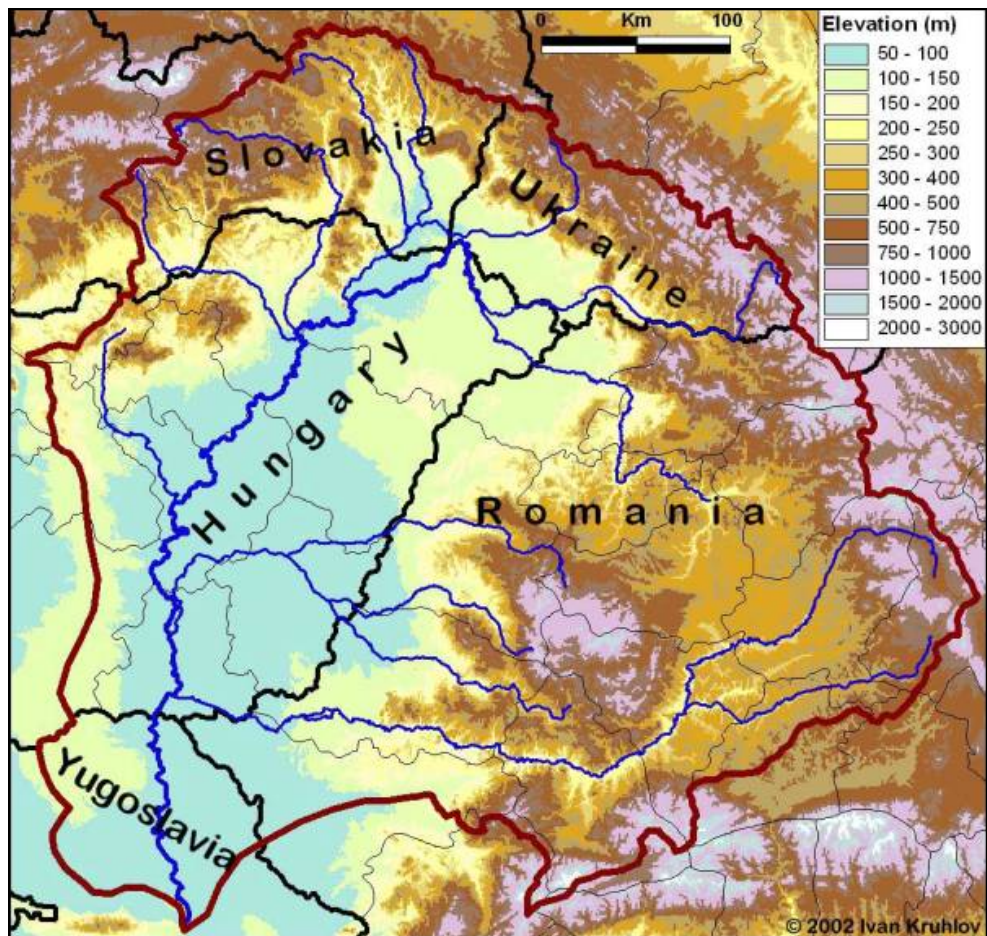 0 Km 100
Elevation (m)
50 - 100
100 - 150
150 - 200
200 - 250
250 - 300
300 - 400
400 - 500
500 - 750
750 - 1000
1000 - 1500
1500 - 2000
2000 - 3000
Slovakia
Ukraine
Hungary
Romania
Yugoslavia
© 2002 Ivan Kruhlov